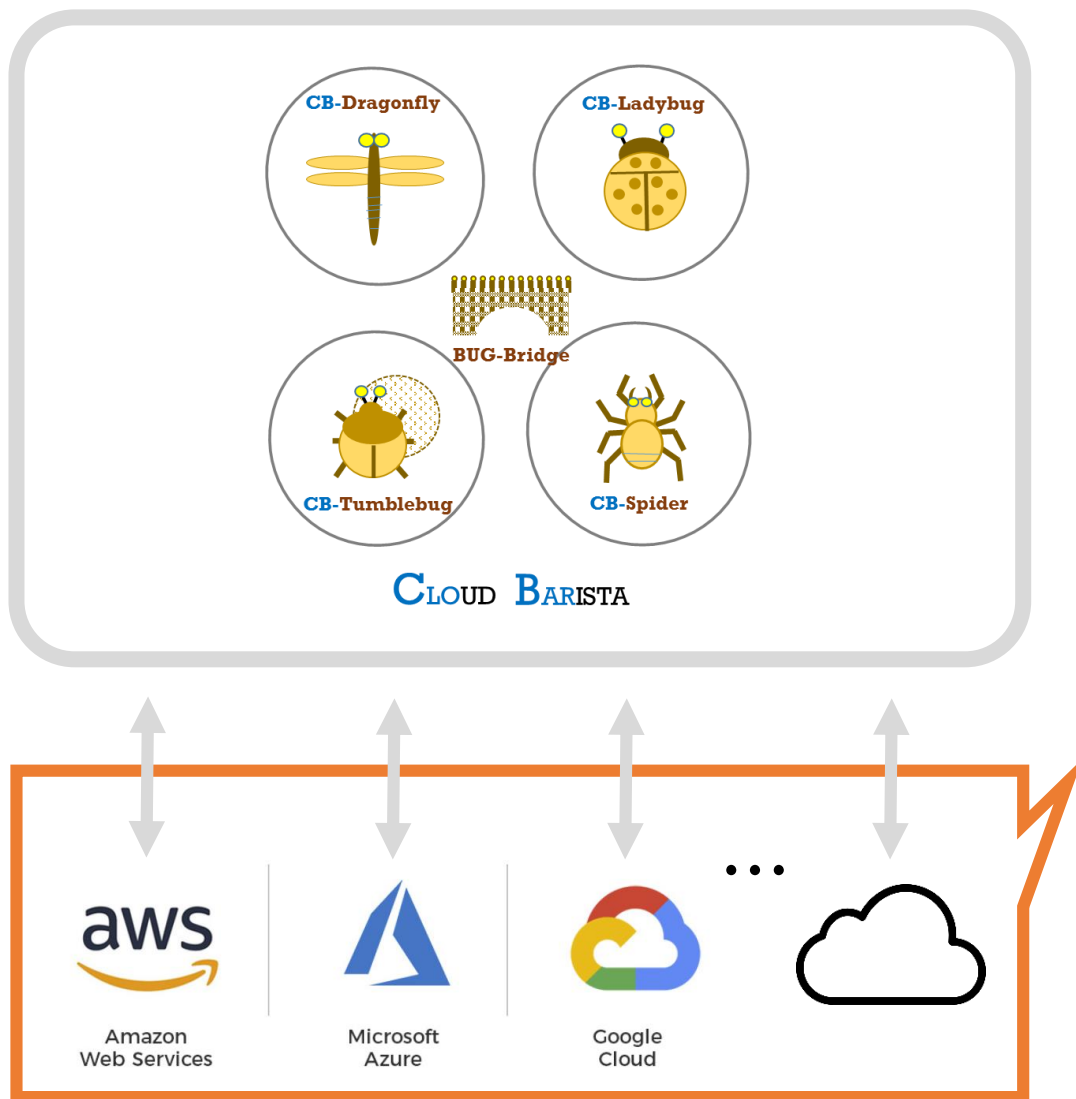 CB-Dragonfly
CB-Ladybug
BUG-Bridge
CB-Tumblebug
CB-Spider
CLOUD BARISTA
...
aws
Amazon
Web Services
Microsoft
Azure
Google
Cloud